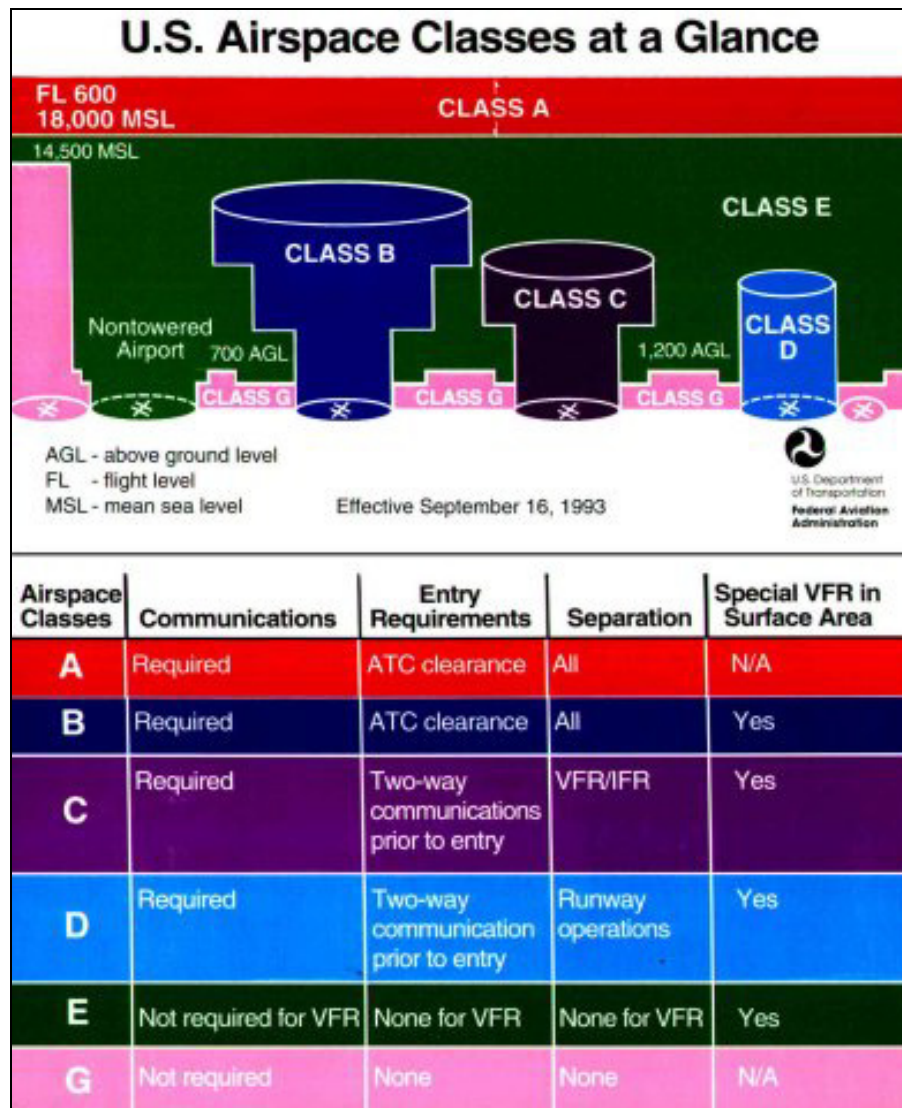 U.S. Airspace Classes at a Glance
FL 600
18,000 MSL
CLASS A
14,500 MSL
CLASS E
CLASS B
CLASS C
Nontowered
Airport
700 AGL
1,200 AGL
CLASS
D
CLASS G
CLASS G
CLASS G
AGL - above ground level
FL - flight level
MSL - mean sea level
Effective September 16, 1993
U.S. Department
of Transportation
Federal Aviation
Administration
Airspace Classes | Communications | Entry Requirements | Separation | Special VFR in Surface Area
A | Required | ATC clearance | All | N/A
B | Required | ATC clearance | All | Yes
C | Required | Two-way communications prior to entry | VFR/IFR | Yes
D | Required | Two-way communication prior to entry | Runway operations | Yes
E | Not required for VFR | None for VFR | None for VFR | Yes
G | Not required | None | None | N/A